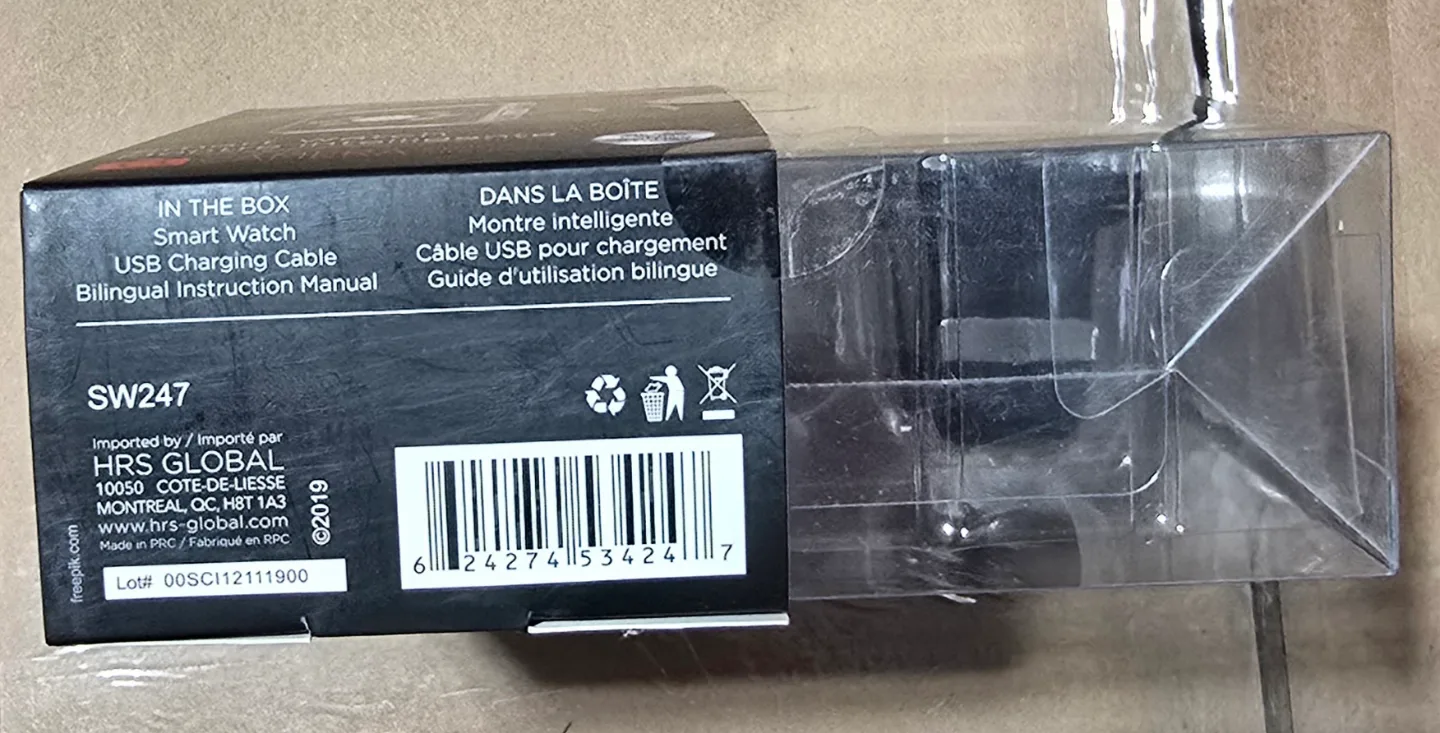 IN THE BOX
Smart Watch
USB Charging Cable
Bilingual Instruction Manual
DANS LA BOÎTE
Montre intelligente
Câble USB pour chargement
Guide d'utilisation bilingue
SW247
Imported by / Importé par
HRS GLOBAL
10050 COTE-DE-LIESSE
MONTREAL, QC, H8T 1A3
www.hrs-global.com
Made in PRC / Fabriqué en RPC
©2019
freepik.com
Lot# 00SCI12111900
6 24274 53424 7